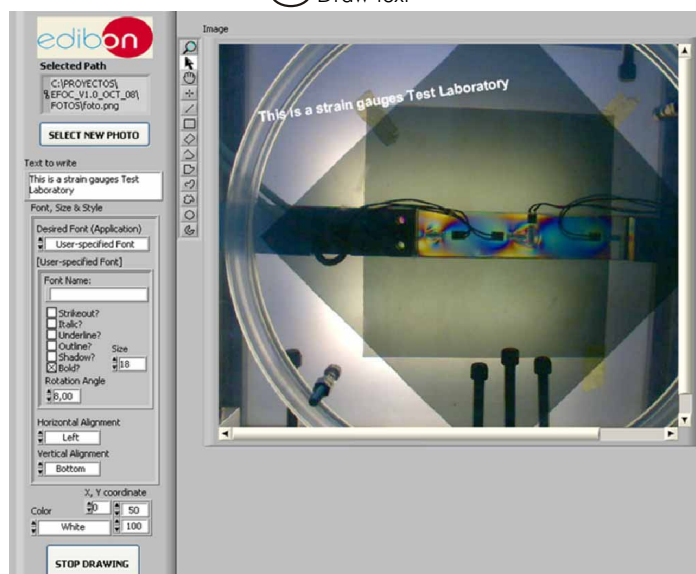 Draw Text
edibon
Selected Path
C:\PROYECTOS\
EFOC_V1.0_OCT_08\
FOTOS\foto.png
SELECT NEW PHOTO
Text to write
This is a strain gauges Test
Laboratory
Font, Size & Style
Desired Font (Application)
User-specified Font
[User-specified Font]
Font Name:
Strikeout?
Italic?
Underline?
Outline?
Shadow?
Bold?
Size
18
Rotation Angle
8,00
Horizontal Alignment
Left
Vertical Alignment
Bottom
X, Y coordinate
0
50
Color
White
100
STOP DRAWING
Image
This is a strain gauges Test Laboratory